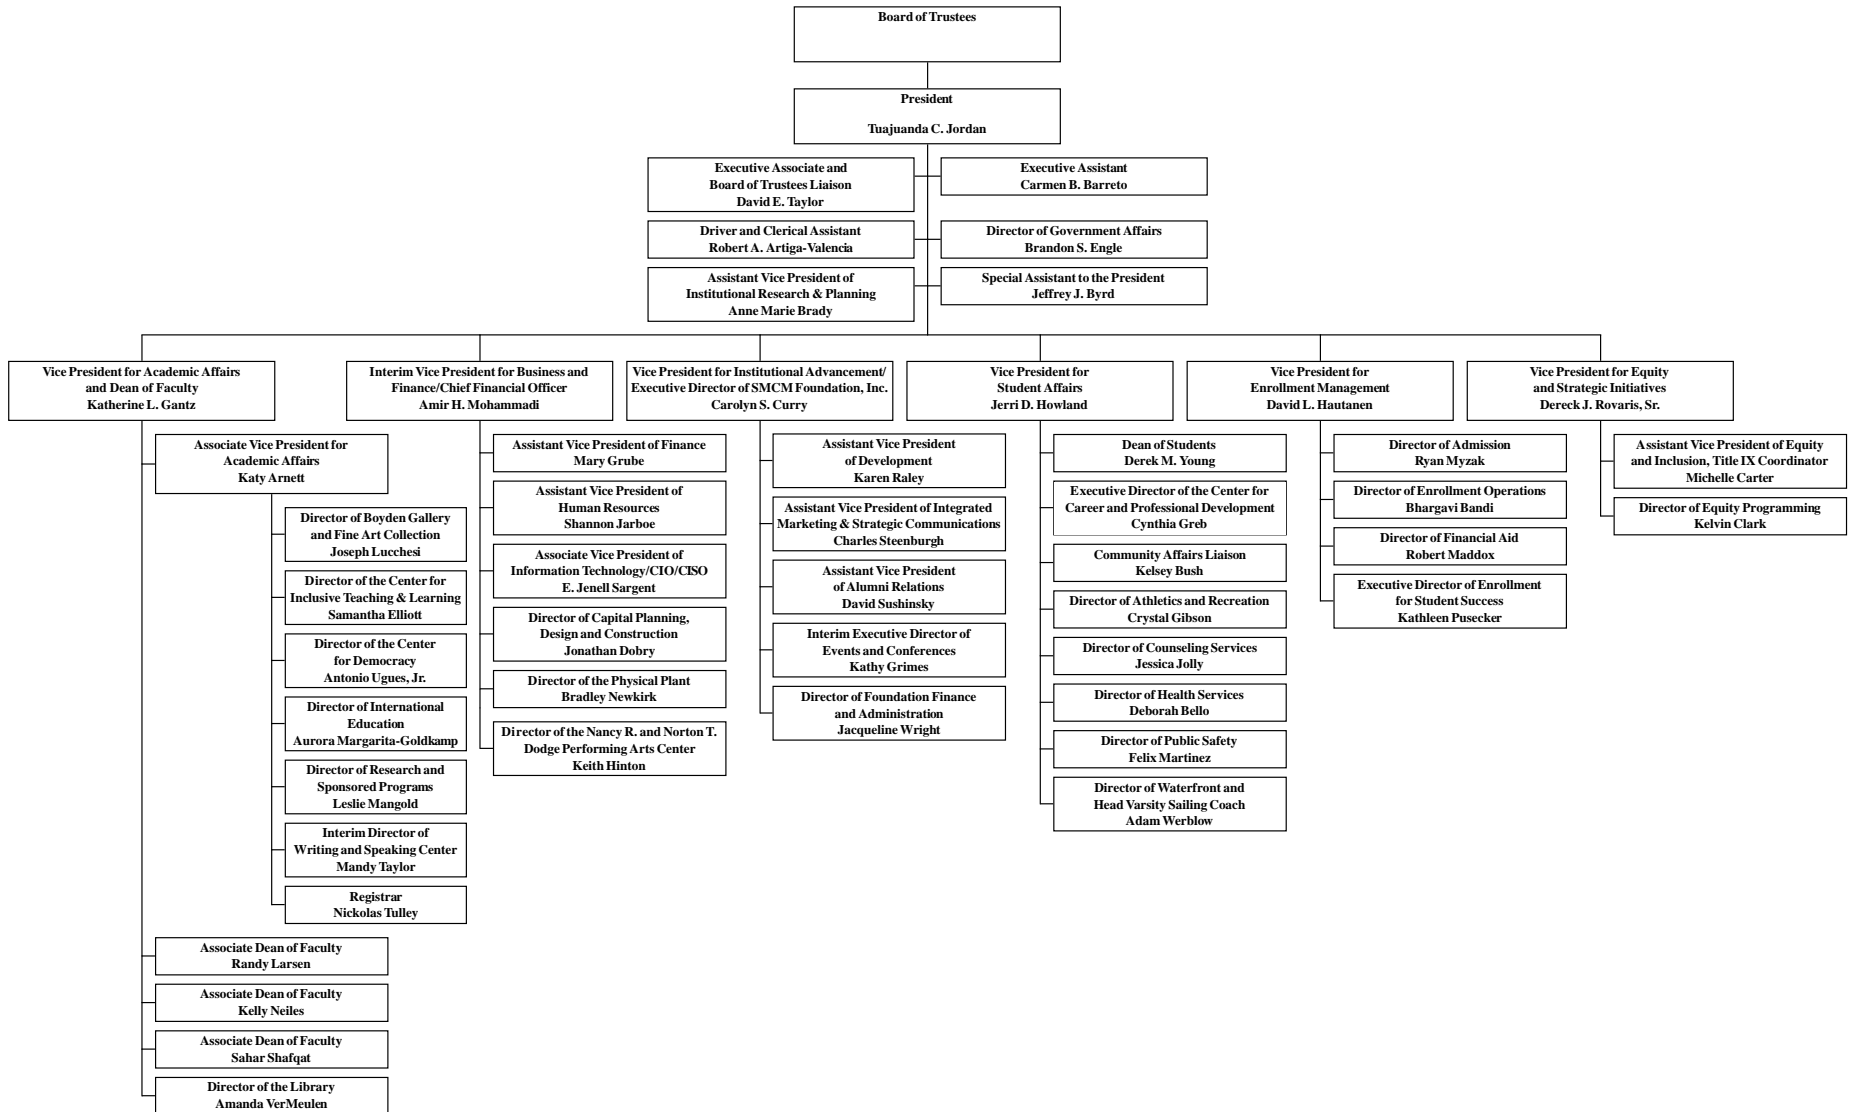 Board of Trustees
President
Tuajuanda C. Jordan
Executive Associate and
Board of Trustees Liaison
David E. Taylor
Executive Assistant
Carmen B. Barreto
Driver and Clerical Assistant
Robert A. Artiga-Valencia
Director of Government Affairs
Brandon S. Engle
Assistant Vice President of
Institutional Research & Planning
Anne Marie Brady
Special Assistant to the President
Jeffrey J. Byrd
Vice President for Academic Affairs
and Dean of Faculty
Katherine L. Gantz
Associate Vice President for
Academic Affairs
Katy Arnett
Director of Boyden Gallery
and Fine Art Collection
Joseph Lucchesi
Director of the Center for
Inclusive Teaching & Learning
Samantha Elliott
Director of the Center
for Democracy
Antonio Ugues, Jr.
Director of International
Education
Aurora Margarita-Goldkamp
Director of Research and
Sponsored Programs
Leslie Mangold
Interim Director of
Writing and Speaking Center
Mandy Taylor
Registrar
Nickolas Tulley
Associate Dean of Faculty
Randy Larsen
Associate Dean of Faculty
Kelly Neiles
Associate Dean of Faculty
Sahar Shafqat
Director of the Library
Amanda VerMeulen
Interim Vice President for Business and
Finance/Chief Financial Officer
Amir H. Mohammadi
Assistant Vice President of Finance
Mary Grube
Assistant Vice President of
Human Resources
Shannon Jarboe
Associate Vice President of
Information Technology/CIO/CISO
E. Jenell Sargent
Director of Capital Planning,
Design and Construction
Jonathan Dobry
Director of the Physical Plant
Bradley Newkirk
Director of the Nancy R. and Norton T.
Dodge Performing Arts Center
Keith Hinton
Vice President for Institutional Advancement/
Executive Director of SMCM Foundation, Inc.
Carolyn S. Curry
Assistant Vice President
of Development
Karen Raley
Assistant Vice President of Integrated
Marketing & Strategic Communications
Charles Steenburgh
Assistant Vice President
of Alumni Relations
David Sushinsky
Interim Executive Director of
Events and Conferences
Kathy Grimes
Director of Foundation Finance
and Administration
Jacqueline Wright
Vice President for
Student Affairs
Jerri D. Howland
Dean of Students
Derek M. Young
Executive Director of the Center for
Career and Professional Development
Cynthia Greb
Community Affairs Liaison
Kelsey Bush
Director of Athletics and Recreation
Crystal Gibson
Director of Counseling Services
Jessica Jolly
Director of Health Services
Deborah Bello
Director of Public Safety
Felix Martinez
Director of Waterfront and
Head Varsity Sailing Coach
Adam Werblow
Vice President for
Enrollment Management
David L. Hautanen
Director of Admission
Ryan Myzak
Director of Enrollment Operations
Bhargavi Bandi
Director of Financial Aid
Robert Maddox
Executive Director of Enrollment
for Student Success
Kathleen Pusecker
Vice President for Equity
and Strategic Initiatives
Dereck J. Rovaris, Sr.
Assistant Vice President of Equity
and Inclusion, Title IX Coordinator
Michelle Carter
Director of Equity Programming
Kelvin Clark